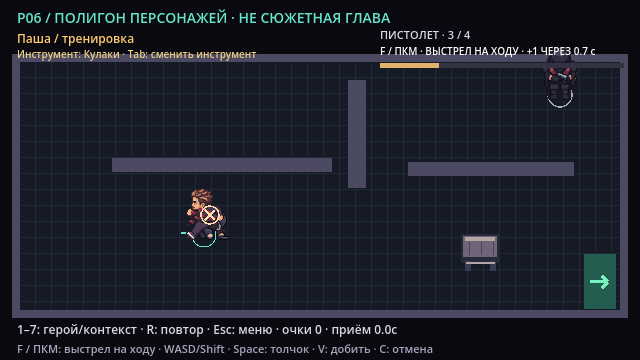 P06 / ПОЛИГОН ПЕРСОНАЖЕЙ · НЕ СЮЖЕТНАЯ ГЛАВА
Паша / тренировка
Инструмент: Кулаки · Tab: сменить инструмент
ПИСТОЛЕТ · 3 / 4
F / ПКМ · ВЫСТРЕЛ НА ХОДУ · +1 ЧЕРЕЗ 0.7 с
1–7: герой/контекст · R: повтор · Esc: меню · очки 0 · приём 0.0с
F / ПКМ: выстрел на ходу · WASD/Shift · Space: толчок · V: добить · C: отмена